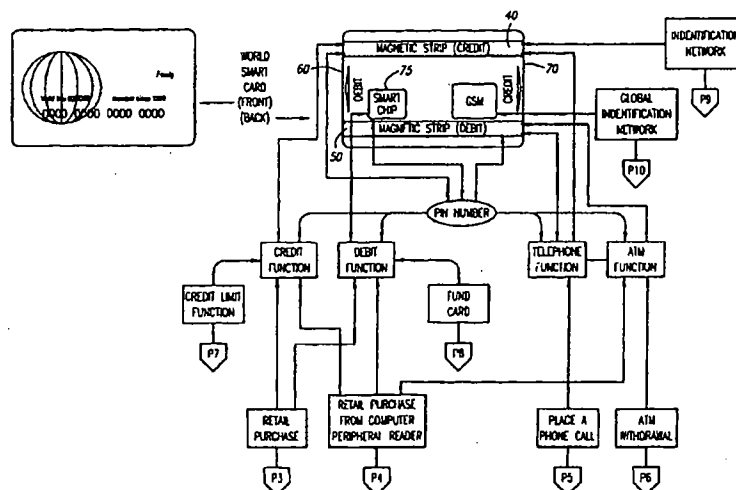 40
MAGNETIC STRIP (CREDIT)
INDENTIFICATION
NETWORK
P9
WORLD
SMART
CARD
(FRONT)
(BACK)
60
75
70
DEBIT
SMART
CHIP
GSM
CREDIT
MAGNETIC STRIP (DEBIT)
50
GLOBAL
INDENTIFICATION
NETWORK
P10
0000 0000 0000 0000
PIN NUMBER
CREDIT
FUNCTION
DEBIT
FUNCTION
TELEPHONE
FUNCTION
ATM
FUNCTION
CREDIT LIMIT
FUNCTION
P7
FUND
CARD
P8
RETAIL
PURCHASE
P3
RETAIL PURCHASE
FROM COMPUTER
PERIPHERAL READER
P4
PLACE A
PHONE CALL
P5
ATM
WITHDRAWAL
P6